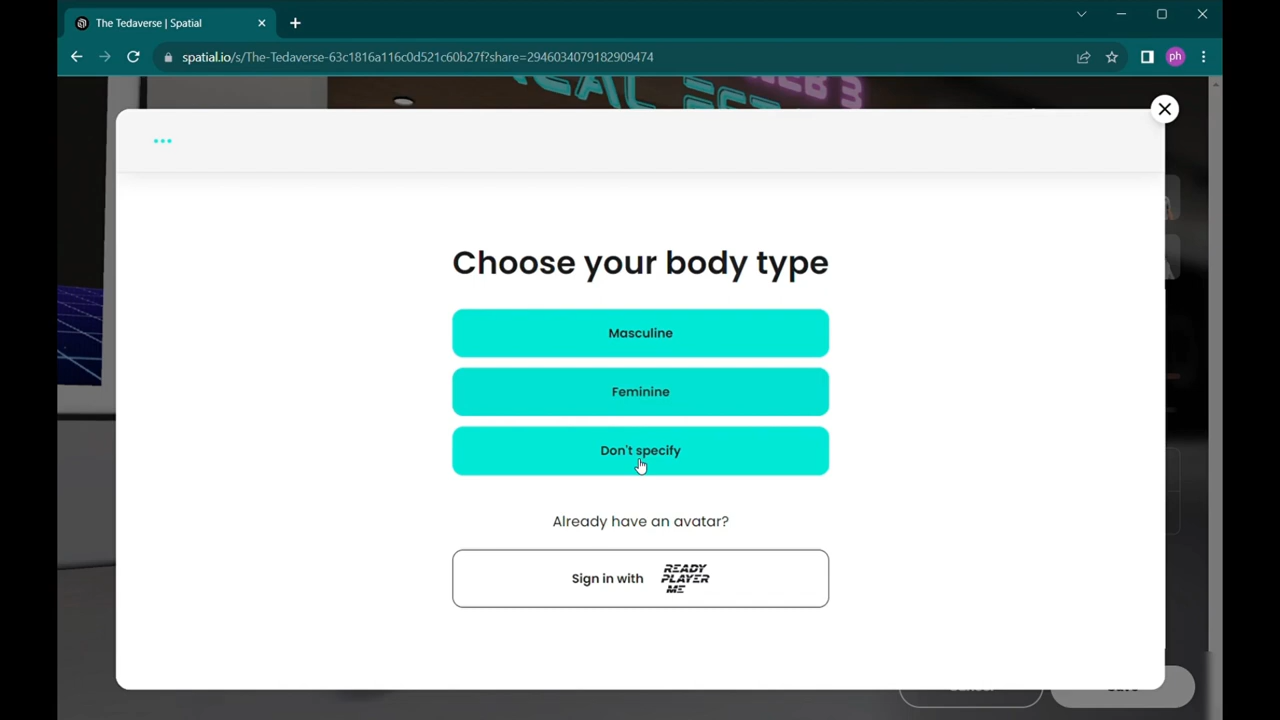 The Tedaverse | Spatial
spatial.io/s/The-Tedaverse-63c1816a116c0d521c60b27f?share=2946034079182909474
ph
Choose your body type
Masculine
Feminine
Don't specify
Already have an avatar?
Sign in with READY PLAYER ME